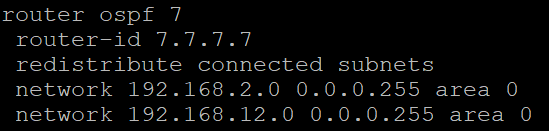 router ospf 7
router-id 7.7.7.7
redistribute connected subnets
network 192.168.2.0 0.0.0.255 area 0
network 192.168.12.0 0.0.0.255 area 0